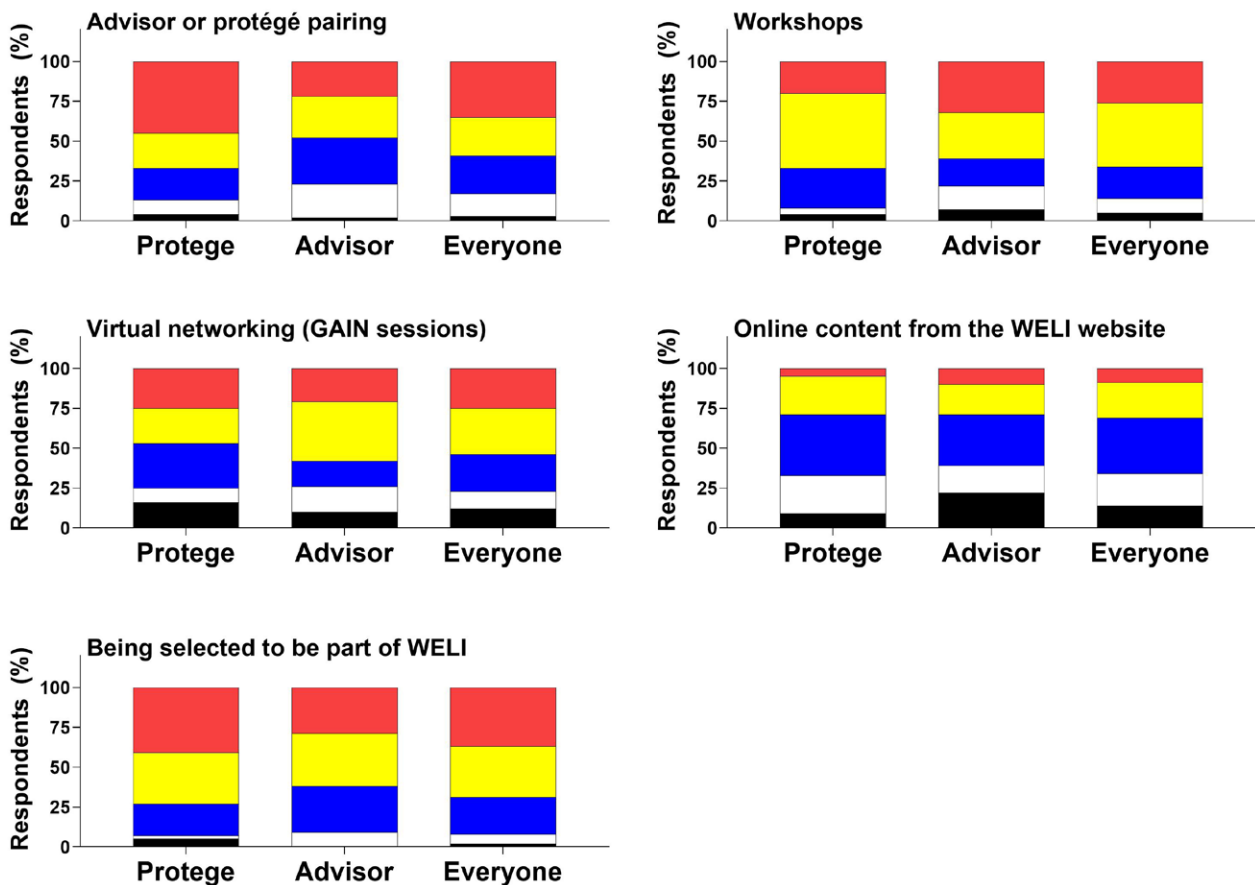 Advisor or protégé pairing
Respondents (%)
100
75
50
25
0
Protege Advisor Everyone
Workshops
Respondents (%)
100
75
50
25
0
Protege Advisor Everyone
Virtual networking (GAIN sessions)
Respondents (%)
100
75
50
25
0
Protege Advisor Everyone
Online content from the WELI website
Respondents (%)
100
75
50
25
0
Protege Advisor Everyone
Being selected to be part of WELI
Respondents (%)
100
75
50
25
0
Protege Advisor Everyone